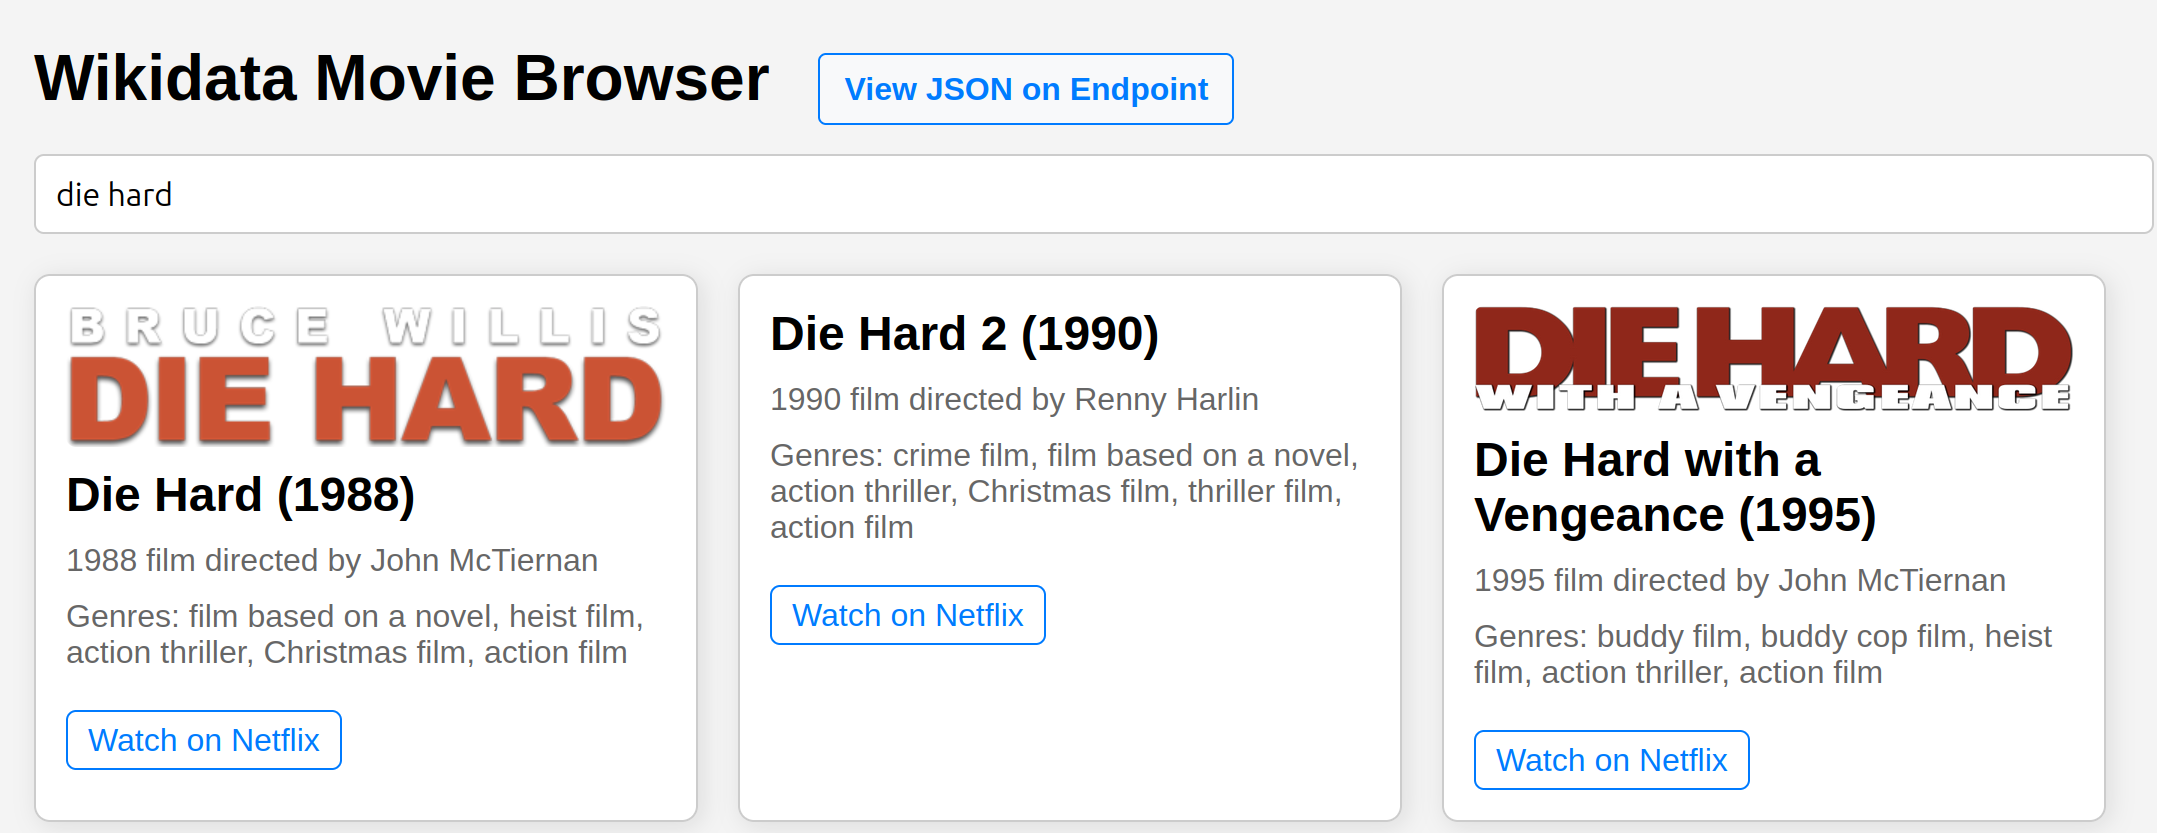 Wikidata Movie Browser
View JSON on Endpoint
die hard
BRUCE WILLIS
DIE HARD
Die Hard (1988)
1988 film directed by John McTiernan
Genres: film based on a novel, heist film,
action thriller, Christmas film, action film
Watch on Netflix
Die Hard 2 (1990)
1990 film directed by Renny Harlin
Genres: crime film, film based on a novel,
action thriller, Christmas film, thriller film,
action film
Watch on Netflix
DIE HARD
WITH A VENGEANCE
Die Hard with a
Vengeance (1995)
1995 film directed by John McTiernan
Genres: buddy film, buddy cop film, heist
film, action thriller, action film
Watch on Netflix